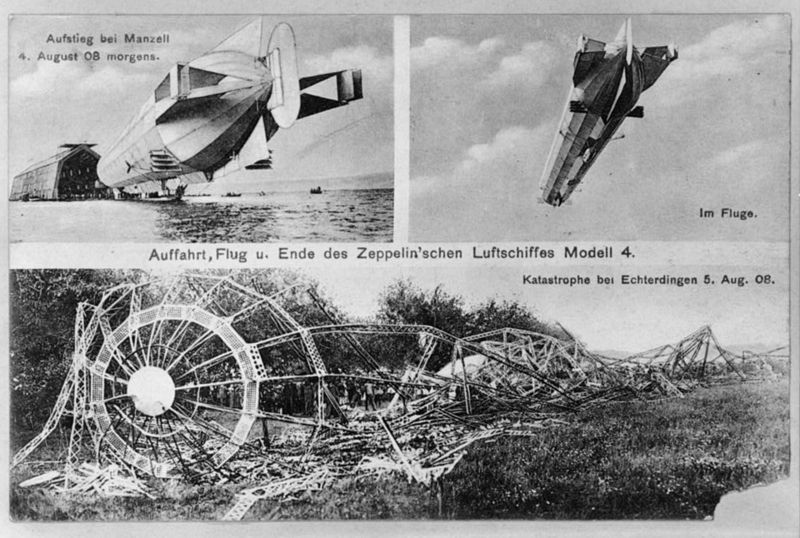 Aufstieg bei Manzell
4. August 08 morgens.
Im Fluge.
Auffahrt, Flug u. Ende des Zeppelin'schen Luftschiffes Modell 4.
Katastrophe bei Echterdingen 5. Aug. 08.